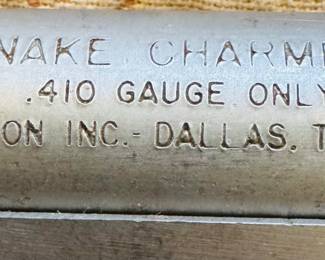 NAKE CHARM
.410 GAUGE ONLY
ON INC.- DALLAS. T